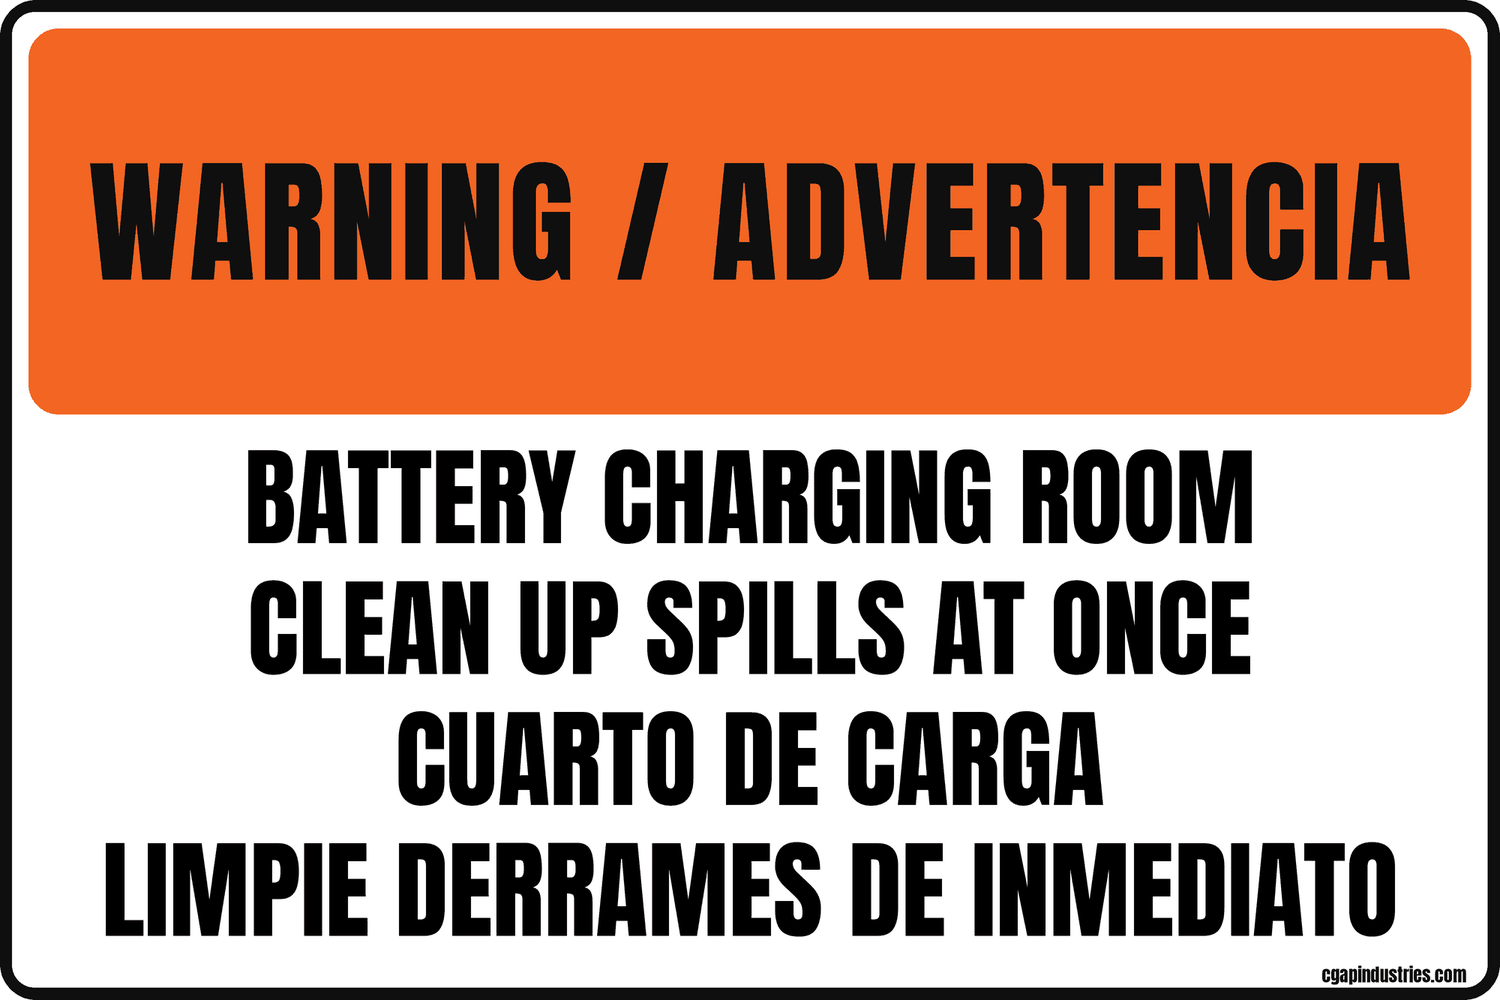 WARNING / ADVERTENCIA
BATTERY CHARGING ROOM
CLEAN UP SPILLS AT ONCE
CUARTO DE CARGA
LIMPIE DERRAMES DE INMEDIATO
cgapindustries.com